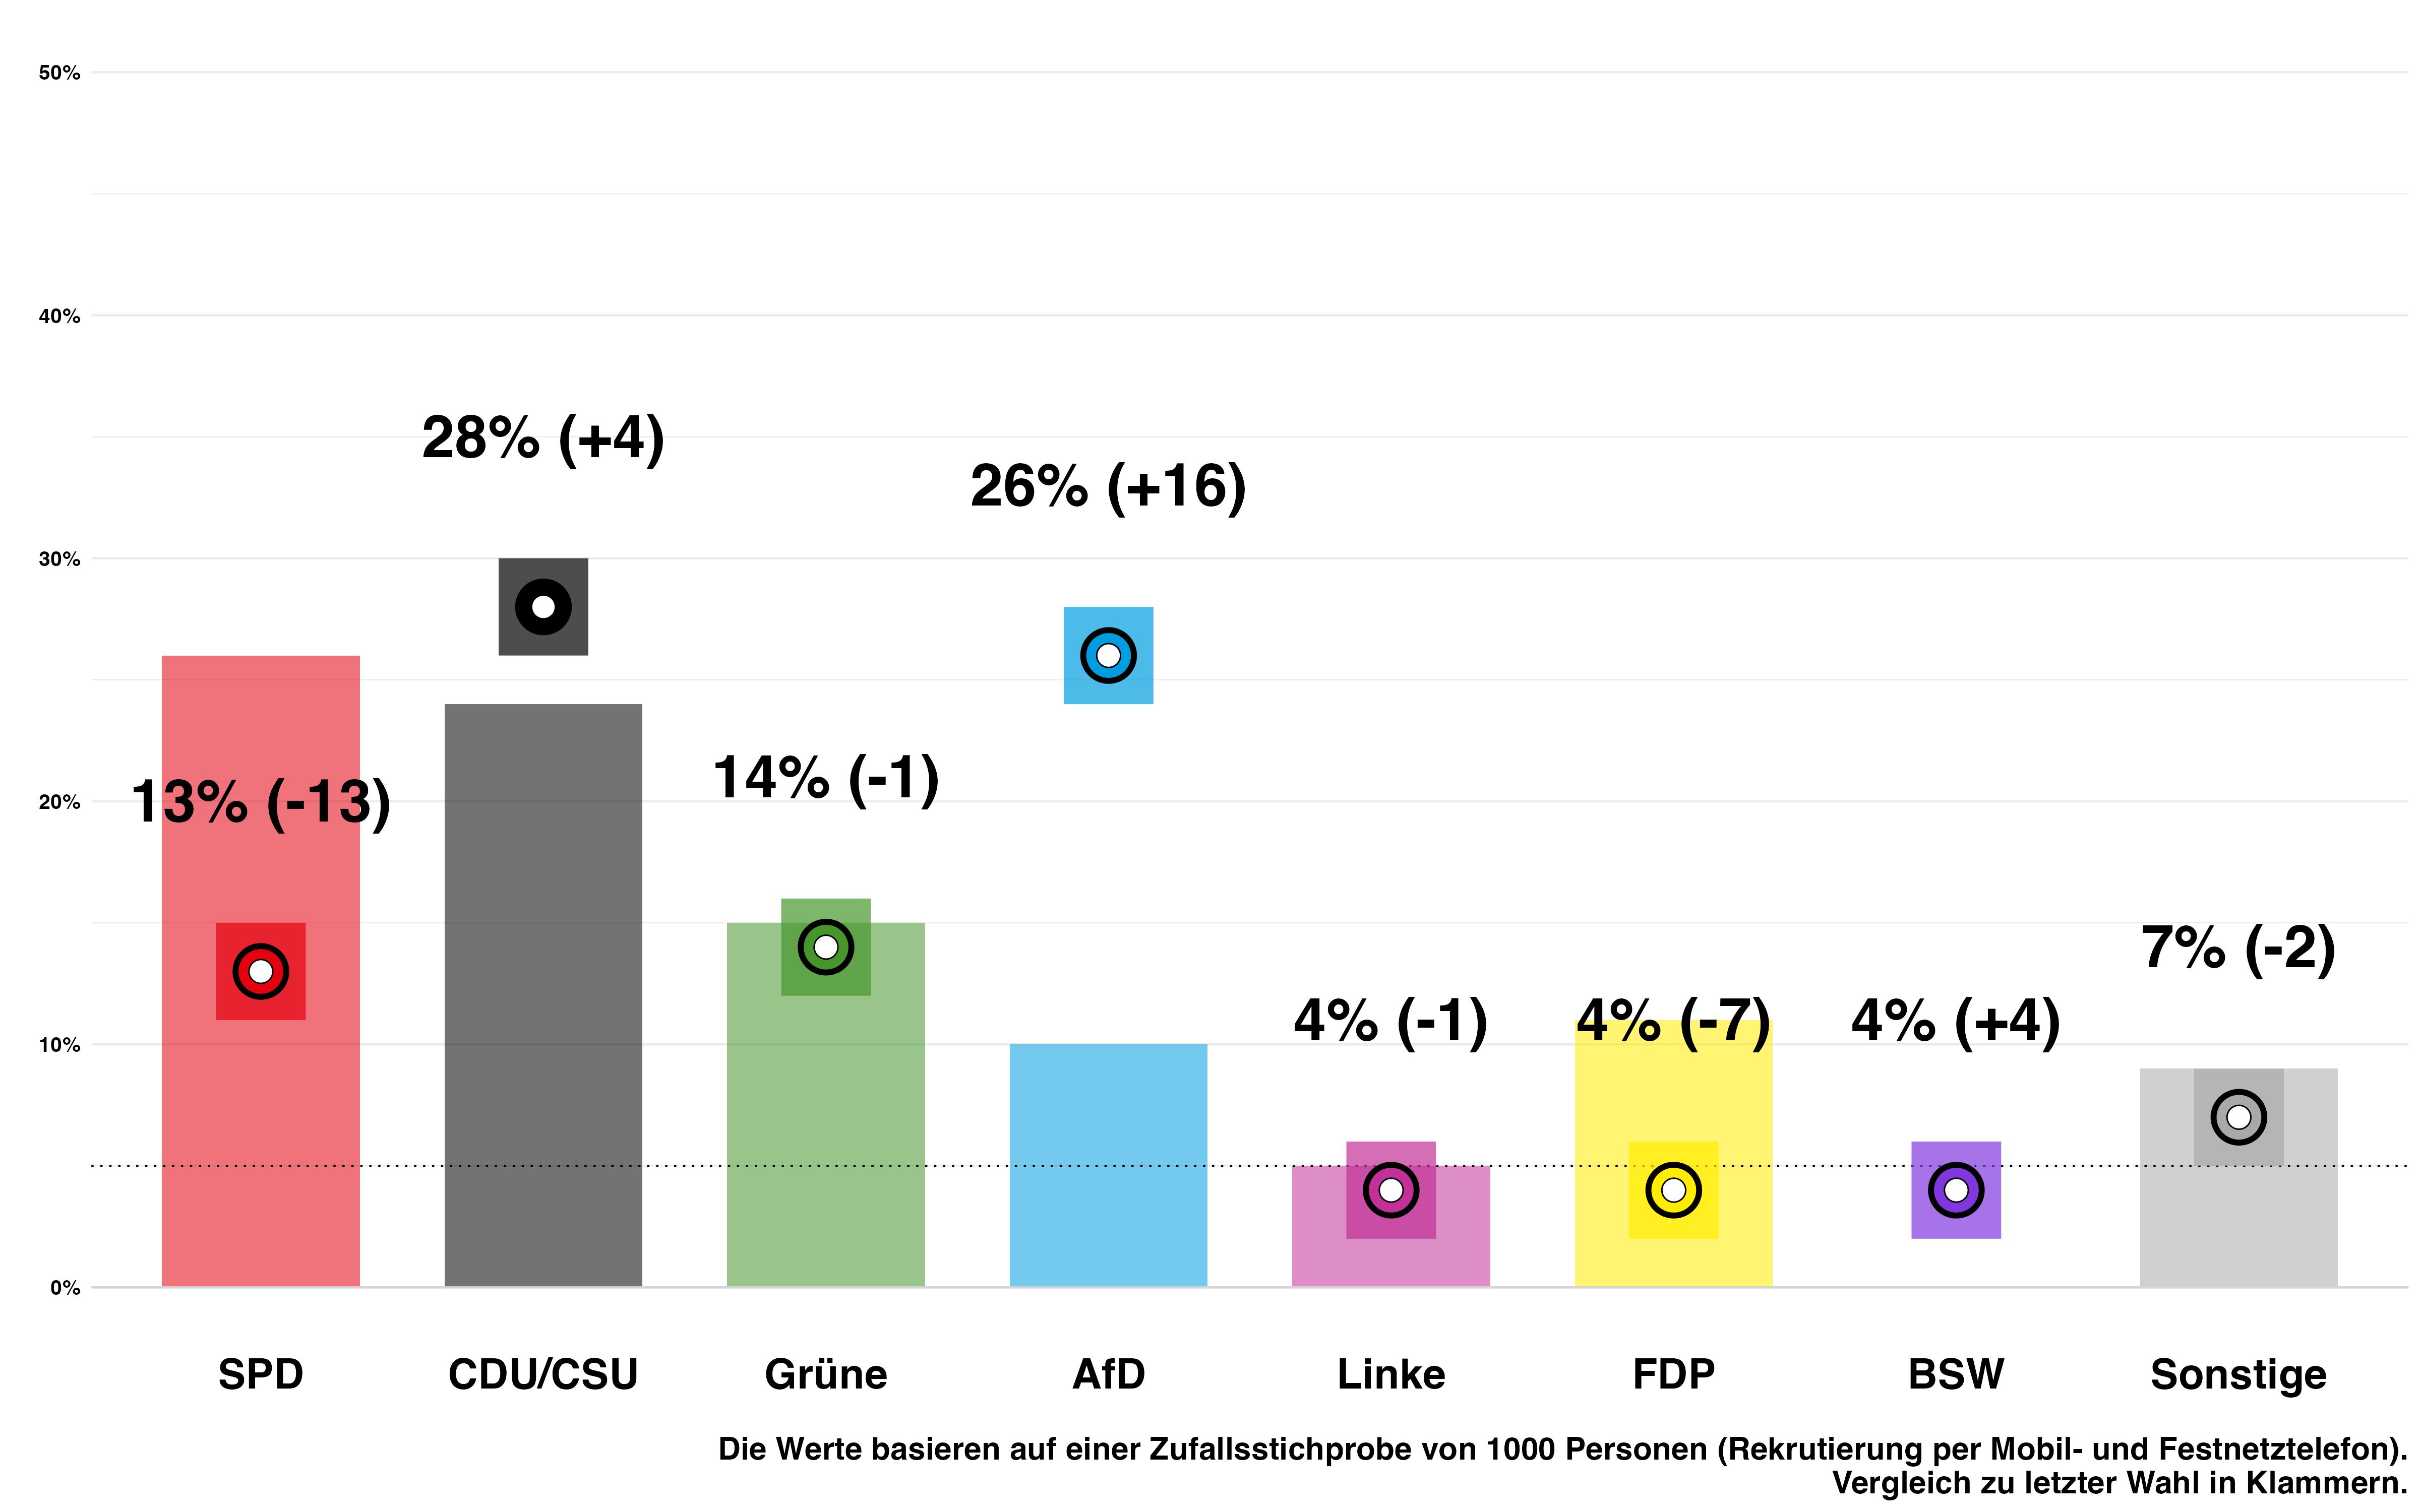 50%
40%
30%
20%
10%
0%
28% (+4)
26% (+16)
13% (-13)
14% (-1)
4% (-1)
4% (-7)
4% (+4)
7% (-2)
SPD
CDU/CSU
Grüne
AfD
Linke
FDP
BSW
Sonstige
Die Werte basieren auf einer Zufallsstichprobe von 1000 Personen (Rekrutierung per Mobil- und Festnetztelefon).
Vergleich zu letzter Wahl in Klammern.